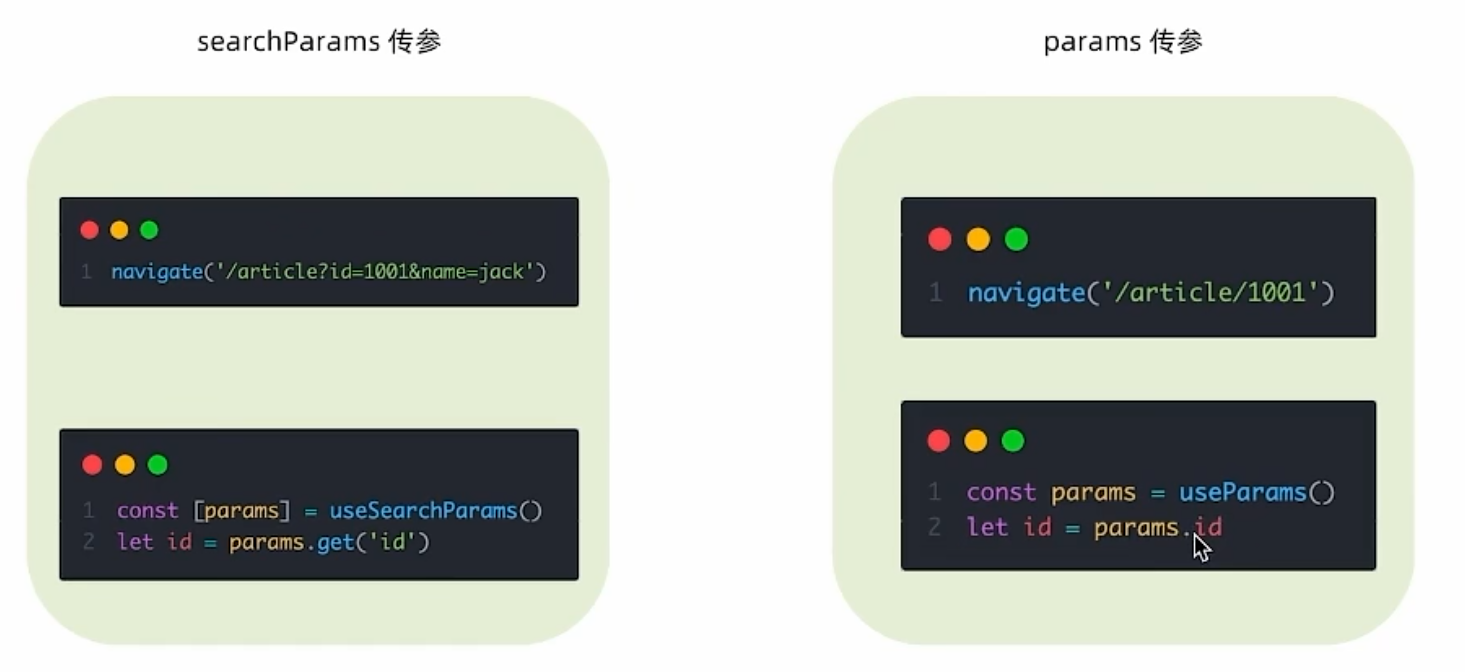 searchParams 传参
1 navigate('/article?id=1001&name=jack')
1 const [params] = useSearchParams()
2 let id = params.get('id')
params 传参
1 navigate('/article/1001')
1 const params = useParams()
2 let id = params.id